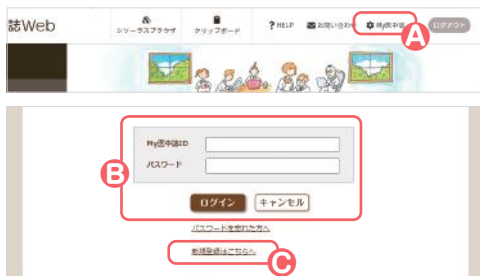 誌Web
シソーラスブラウザ クリップボード ? HELP お問い合わせ My医中誌 ログアウト
A
My医中誌ID
パスワード
B
ログイン キャンセル
パスワードを忘れた方へ
新規登録はこちらへ
C